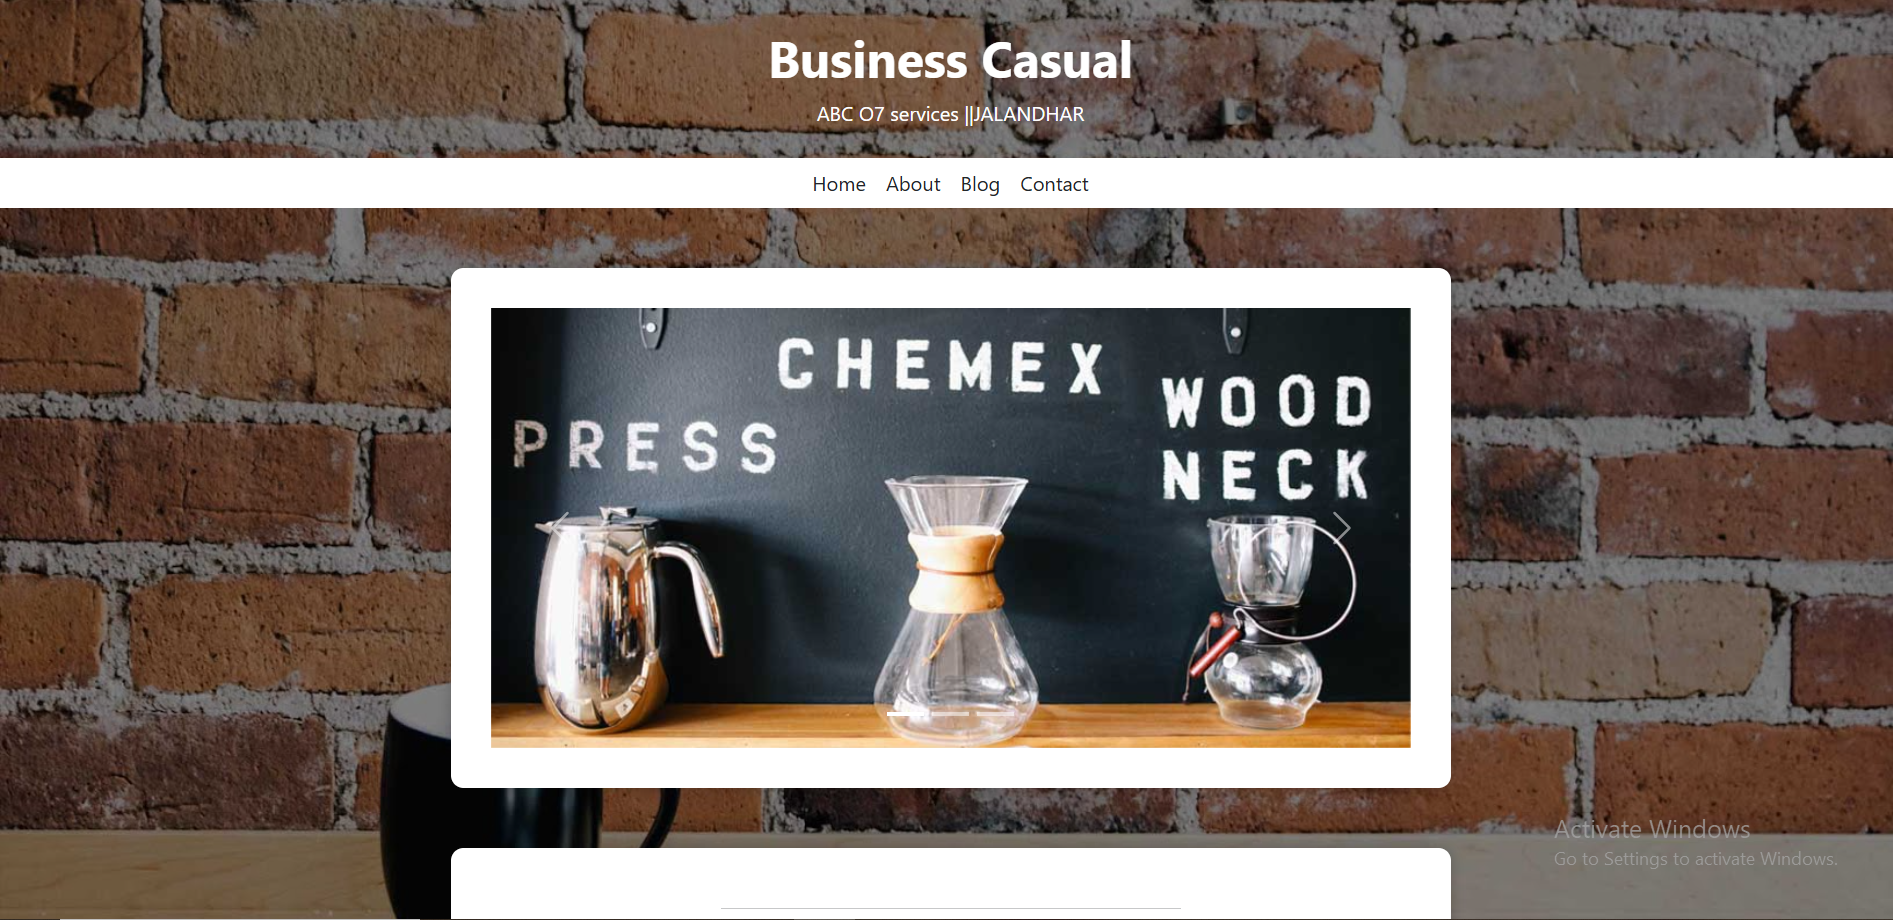 Business Casual
ABC O7 services ||JALANDHAR
Home About Blog Contact
CHEMEX
WOOD
PRESS
NECK
Activate Windows
Go to Settings to activate Windows.